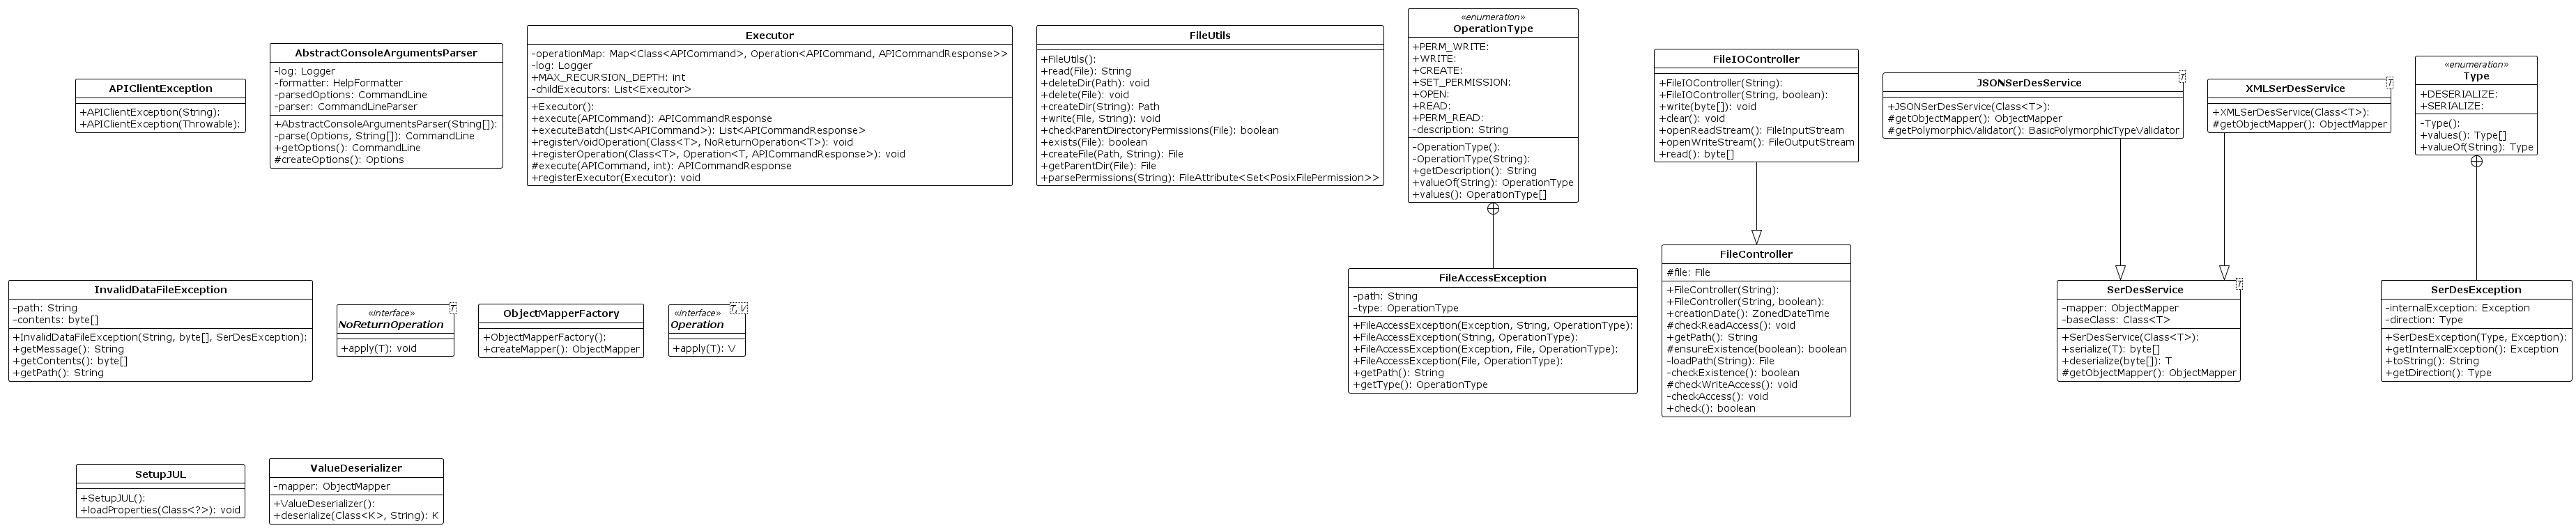 APIClientException
+APIClientException(String):
+APIClientException(Throwable):
AbstractConsoleArgumentsParser
-log: Logger
-formatter: HelpFormatter
-parsedOptions: CommandLine
-parser: CommandLineParser
+AbstractConsoleArgumentsParser(String[]):
-parse(Options, String[]): CommandLine
+getOptions(): CommandLine
#createOptions(): Options
Executor
-operationMap: Map<Class<APICommand>, Operation<APICommand, APICommandResponse>>
-log: Logger
+MAX_RECURSION_DEPTH: int
-childExecutors: List<Executor>
+Executor():
+execute(APICommand): APICommandResponse
+executeBatch(List<APICommand>): List<APICommandResponse>
+registerVoidOperation(Class<T>, NoReturnOperation<T>): void
+registerOperation(Class<T>, Operation<T, APICommandResponse>): void
#execute(APICommand, int): APICommandResponse
+registerExecutor(Executor): void
FileUtils
+FileUtils():
+read(File): String
+deleteDir(Path): void
+delete(File): void
+createDir(String): Path
+write(File, String): void
+checkParentDirectoryPermissions(File): boolean
+exists(File): boolean
+createFile(Path, String): File
+getParentDir(File): File
+parsePermissions(String): FileAttribute<Set<PosixFilePermission>>
«enumeration»
OperationType
+PERM_WRITE:
+WRITE:
+CREATE:
+SET_PERMISSION:
+OPEN:
+READ:
+PERM_READ:
-description: String
-OperationType():
-OperationType(String):
+getDescription(): String
+valueOf(String): OperationType
+values(): OperationType[]
FileIOController
+FileIOController(String):
+FileIOController(String, boolean):
+write(byte[]): void
+clear(): void
+openReadStream(): FileInputStream
+openWriteStream(): FileOutputStream
+read(): byte[]
JSONSerDesService
T
+JSONSerDesService(Class<T>):
#getObjectMapper(): ObjectMapper
#getPolymorphicValidator(): BasicPolymorphicTypeValidator
XMLSerDesService
T
+XMLSerDesService(Class<T>):
#getObjectMapper(): ObjectMapper
«enumeration»
Type
+DESERIALIZE:
+SERIALIZE:
-Type():
+values(): Type[]
+valueOf(String): Type
InvalidDataFileException
-path: String
-contents: byte[]
+InvalidDataFileException(String, byte[], SerDesException):
+getMessage(): String
+getContents(): byte[]
+getPath(): String
T
«interface»
NoReturnOperation
+apply(T): void
ObjectMapperFactory
+ObjectMapperFactory():
+createMapper(): ObjectMapper
T,V
«interface»
Operation
+apply(T): V
FileAccessException
-path: String
-type: OperationType
+FileAccessException(Exception, String, OperationType):
+FileAccessException(String, OperationType):
+FileAccessException(Exception, File, OperationType):
+FileAccessException(File, OperationType):
+getPath(): String
+getType(): OperationType
FileController
#file: File
+FileController(String):
+FileController(String, boolean):
+creationDate(): ZonedDateTime
#checkReadAccess(): void
+getPath(): String
#ensureExistence(boolean): boolean
-loadPath(String): File
-checkExistence(): boolean
#checkWriteAccess(): void
-checkAccess(): void
+check(): boolean
SerDesService
T
-mapper: ObjectMapper
-baseClass: Class<T>
+SerDesService(Class<T>):
+serialize(T): byte[]
+deserialize(byte[]): T
#getObjectMapper(): ObjectMapper
SerDesException
-internalException: Exception
-direction: Type
+SerDesException(Type, Exception):
+getInternalException(): Exception
+toString(): String
+getDirection(): Type
SetupJUL
+SetupJUL():
+loadProperties(Class<?>): void
ValueDeserializer
-mapper: ObjectMapper
+ValueDeserializer():
+deserialize(Class<K>, String): K